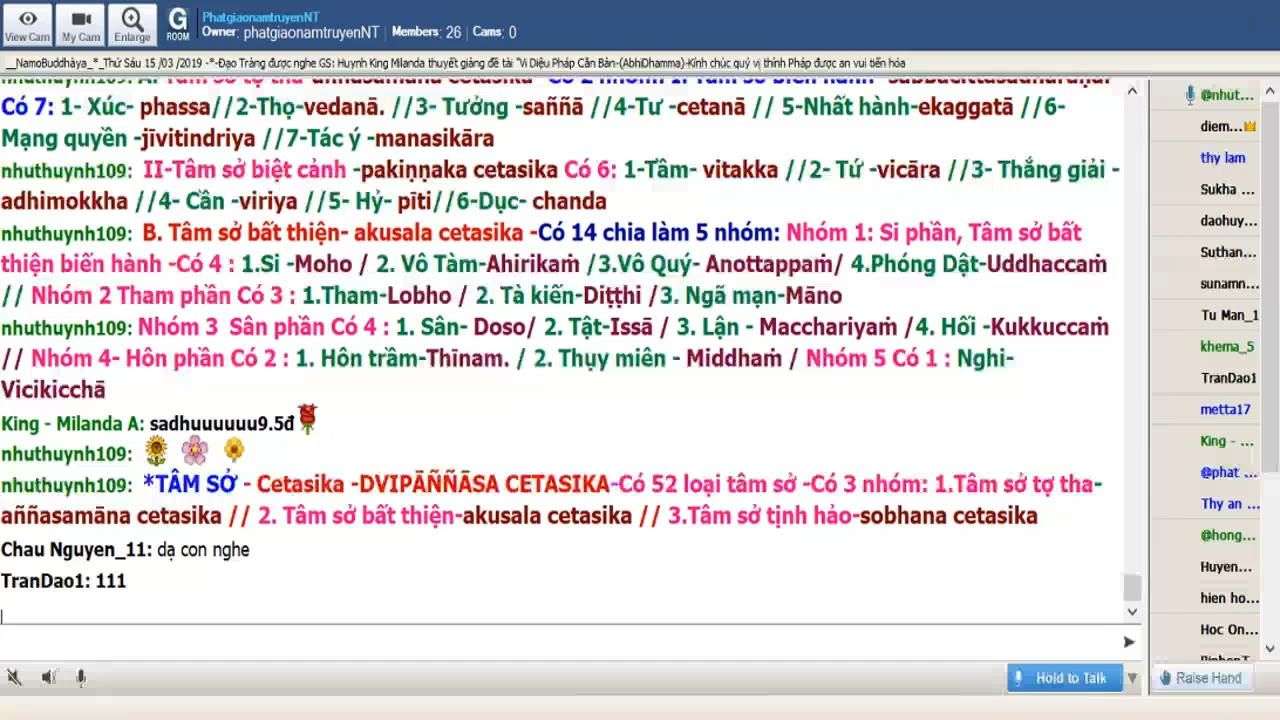 PhatgiaonamtruyenNT
Owner: phatgiaonamtruyenNT | Members: 26 | Cams: 0
View Cam
My Cam
Enlarge
G
ROOM
__NamoBuddhàya_*_Thứ Sáu 15 /03 /2019 -*-Đạo Tràng được nghe GS: Huynh King Milanda thuyết giảng đề tài "Vi Diệu Pháp Căn Bản-(AbhiDhamma)-Kính chúc quý vị thính Pháp được an vui tiến hóa
Có 7: 1- Xúc- phassa//2-Thọ-vedanā. //3- Tưởng -saññā //4-Tư -cetanā // 5-Nhất hành-ekaggatā //6-
Mạng quyền -jīvitindriya //7-Tác ý -manasikāra
nhuthuynh109: II-Tâm sở biệt cảnh -pakiṇṇaka cetasika Có 6: 1-Tầm- vitakka //2- Tứ -vicāra //3- Thắng giải -
adhimokkha //4- Cần -viriya //5- Hỷ- pīti//6-Dục- chanda
nhuthuynh109: B. Tâm sở bất thiện- akusala cetasika -Có 14 chia làm 5 nhóm: Nhóm 1: Si phần, Tâm sở bất
thiện biến hành -Có 4 : 1.Si -Moho / 2. Vô Tàm-Ahirikaṁ /3.Vô Quý- Anottappaṁ/ 4.Phóng Dật-Uddhaccaṁ
// Nhóm 2 Tham phần Có 3 : 1.Tham-Lobho / 2. Tà kiến-Diṭṭhi /3. Ngã mạn-Māno
nhuthuynh109: Nhóm 3 Sân phần Có 4 : 1. Sân- Doso/ 2. Tật-Issā / 3. Lận - Macchariyaṁ /4. Hối -Kukkuccaṁ
// Nhóm 4- Hôn phần Có 2 : 1. Hôn trầm-Thīnam. / 2. Thụy miên - Middhaṁ / Nhóm 5 Có 1 : Nghi-
Vicikicchā
King - Milanda A: sadhuuuuuu9.5đ
nhuthuynh109:
nhuthuynh109: *TÂM SỞ - Cetasika -DVIPĀÑÑĀSA CETASIKA-Có 52 loại tâm sở -Có 3 nhóm: 1.Tâm sở tợ tha-
aññasamāna cetasika // 2. Tâm sở bất thiện-akusala cetasika // 3.Tâm sở tịnh hảo-sobhana cetasika
Chau Nguyen_11: dạ con nghe
TranDao1: 111
@nhut...
diem...
thy lam
Sukha ...
daohuy...
Suthan...
sunamn...
Tu Man_1
khema_5
TranDao1
metta17
King - ...
@phat ...
Thy an ...
@hong...
Huyen...
hien ho...
Hoc On...
Hold to Talk
Raise Hand